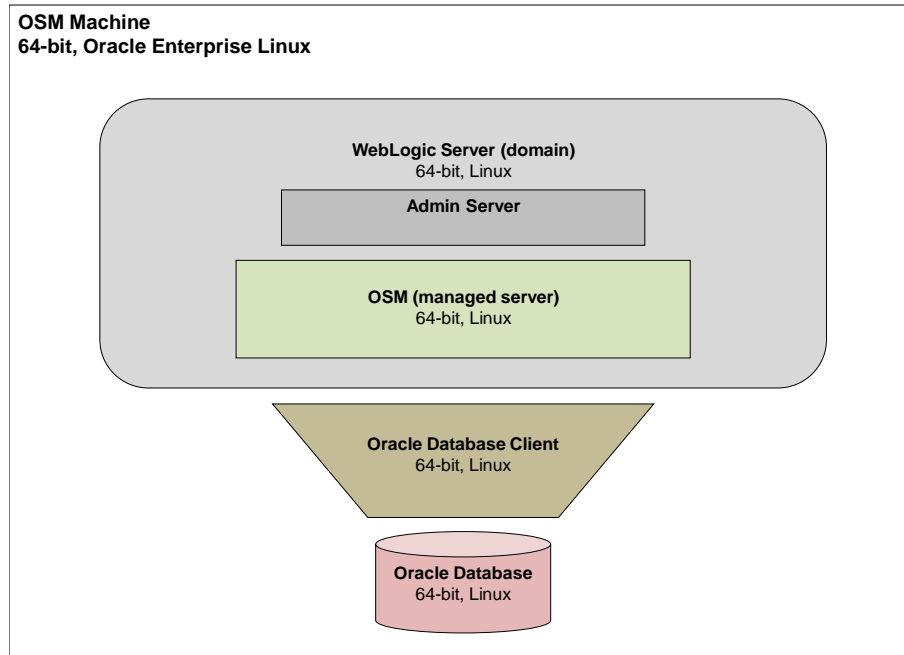 OSM Machine
64-bit, Oracle Enterprise Linux
WebLogic Server (domain)
64-bit, Linux
Admin Server
OSM (managed server)
64-bit, Linux
Oracle Database Client
64-bit, Linux
Oracle Database
64-bit, Linux